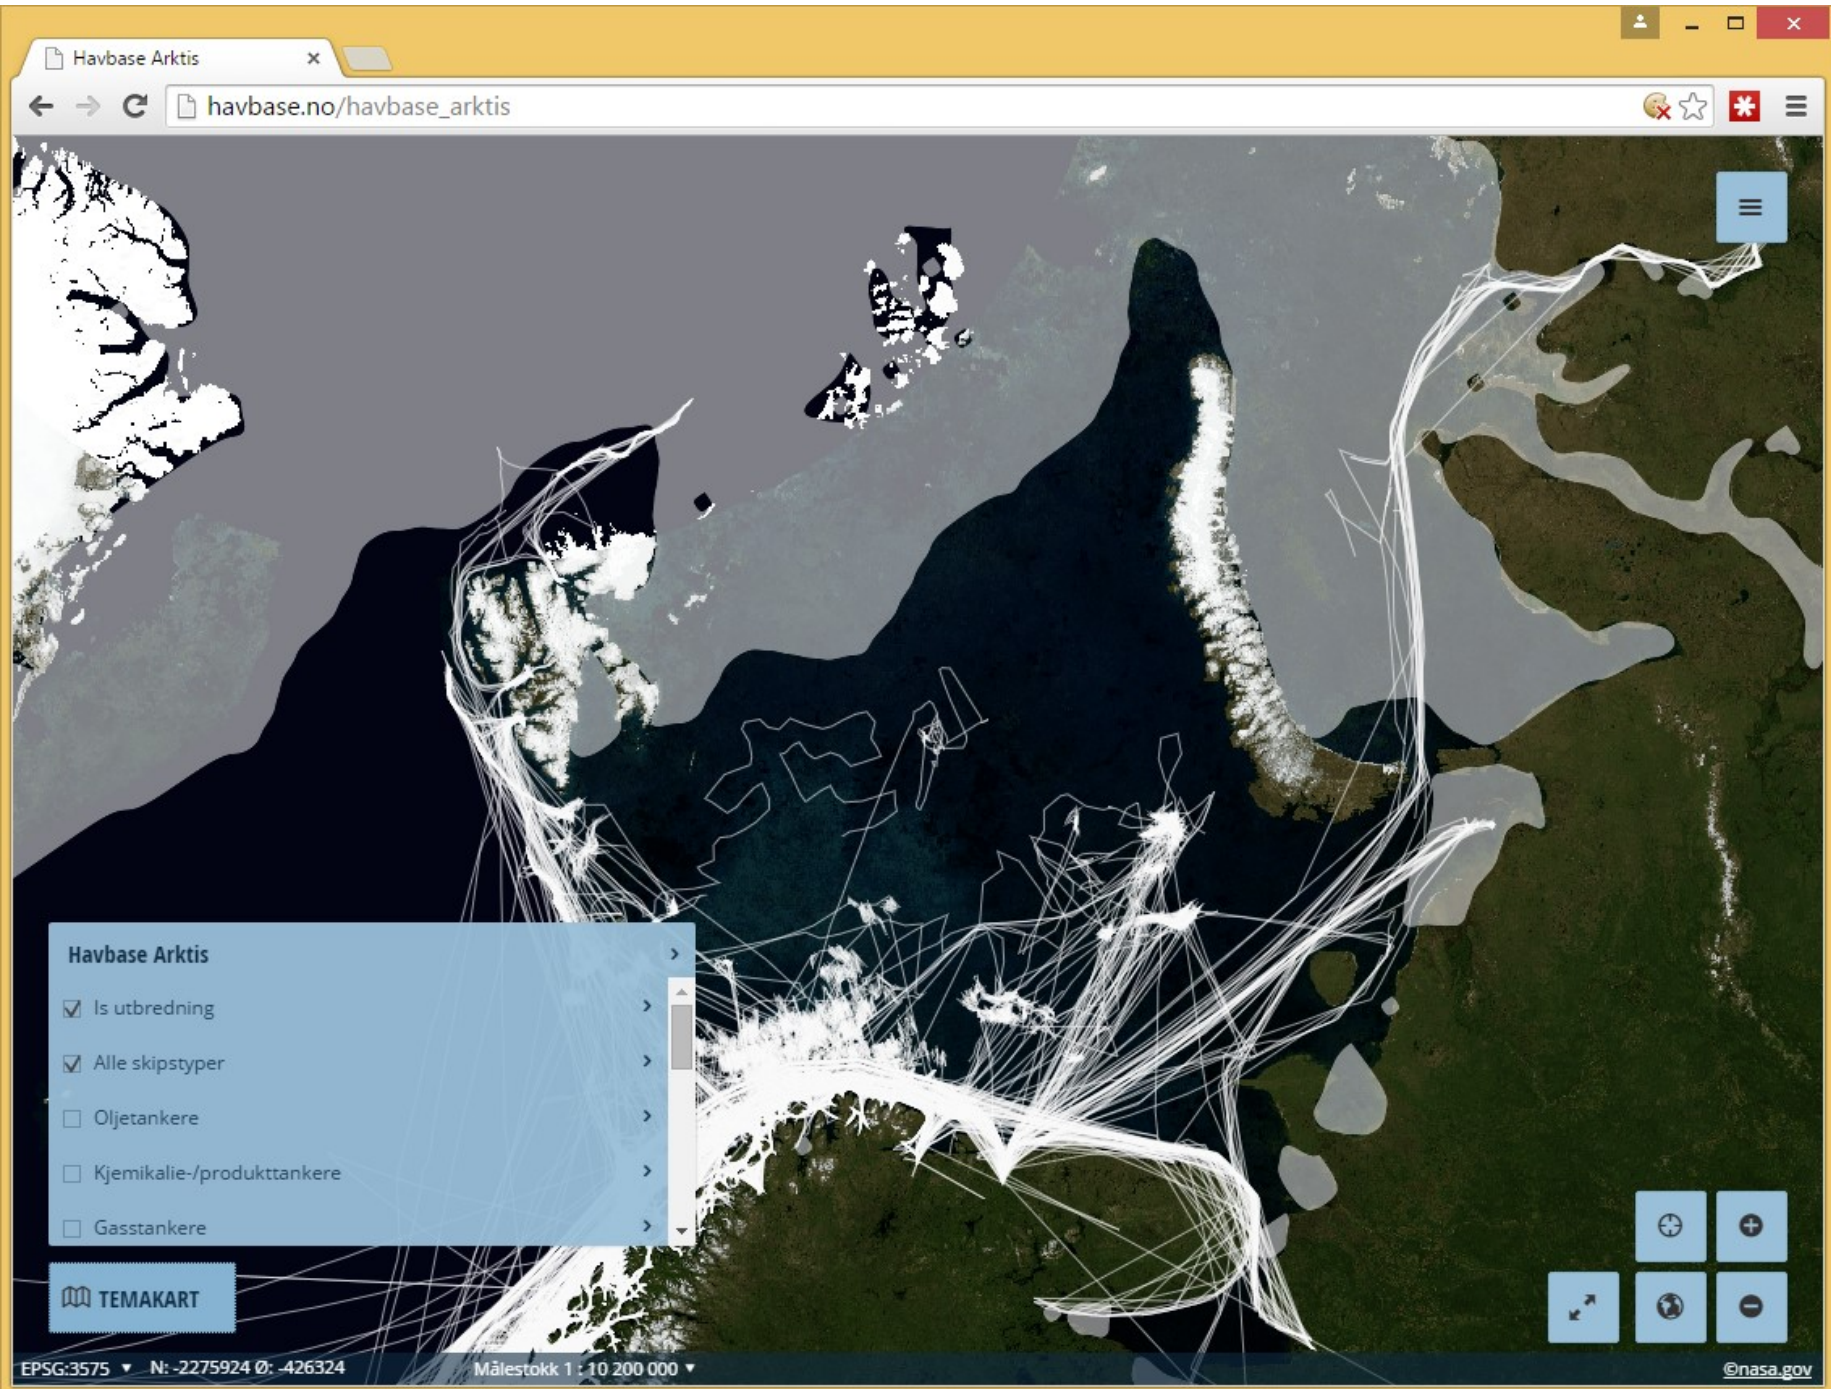 Havbase Arktis
havbase.no/havbase_arktis
Havbase Arktis
Is utbredning
Alle skipstyper
Oljetankere
Kjemikalie-/produkttankere
Gasstankere
TEMAKART
EPSG:3575 N: -2275924 Ø: -426324 Målestokk 1 : 10 200 000 ©nasa.gov